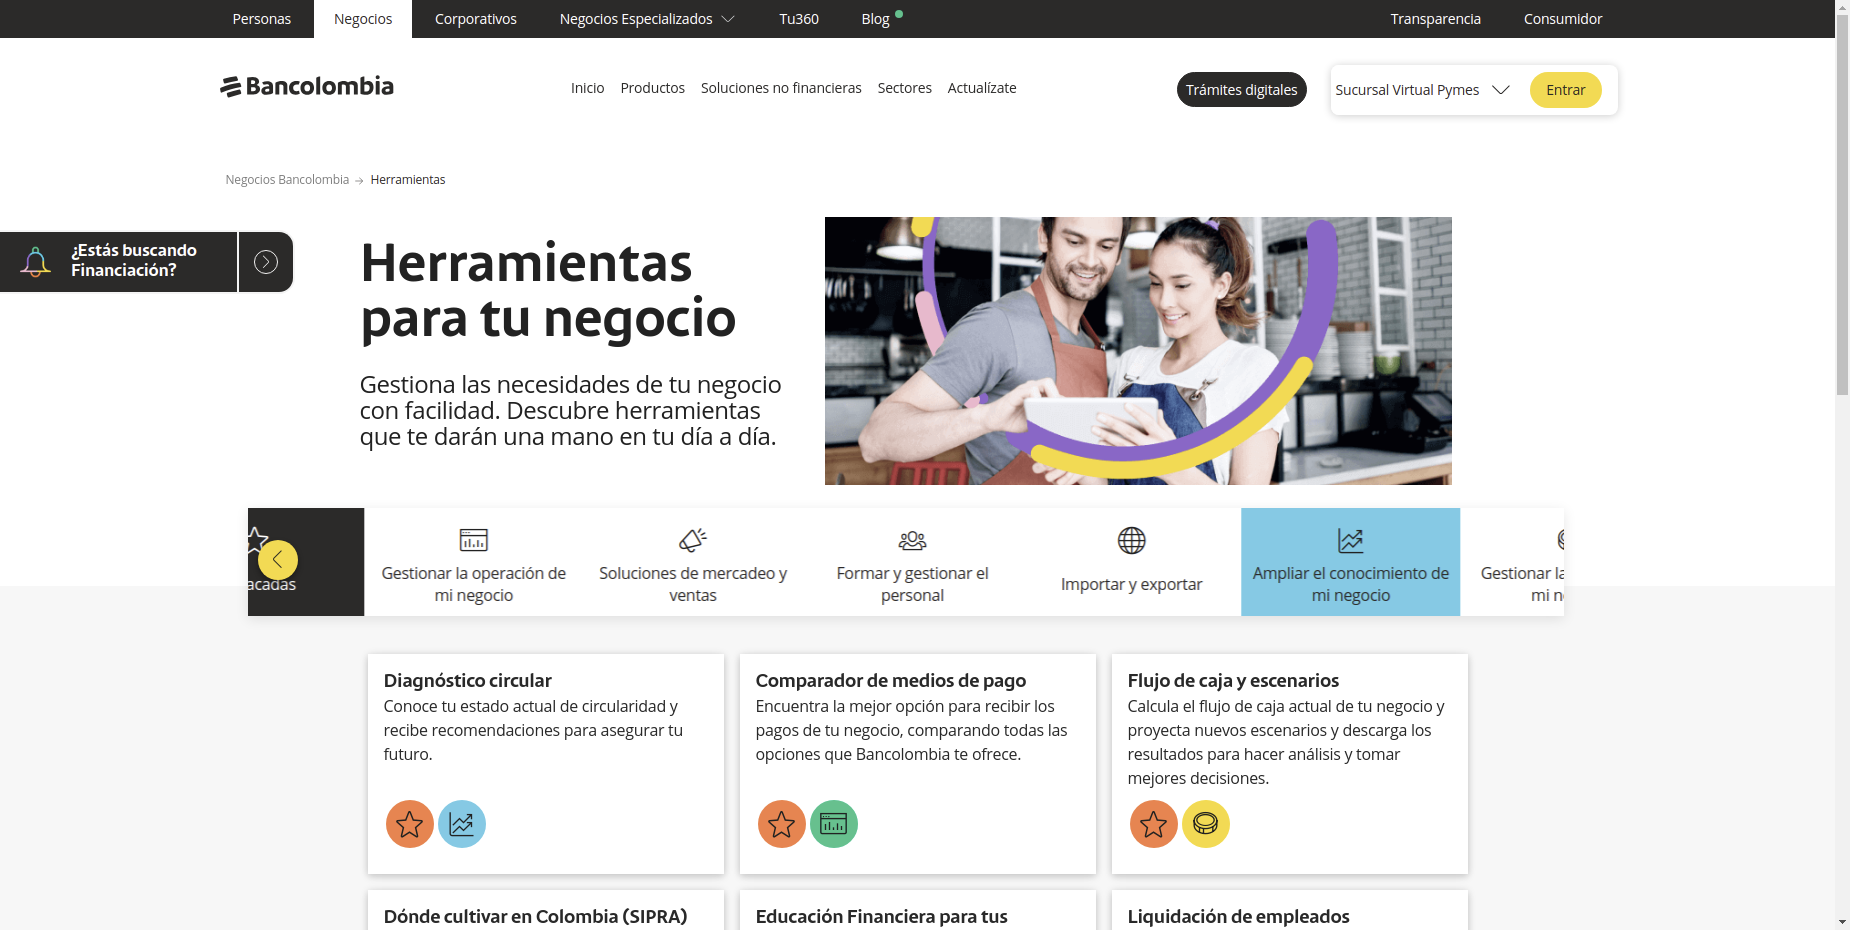 Personas Negocios Corporativos Negocios Especializados Tu360 Blog Transparencia Consumidor
Bancolombia
Inicio Productos Soluciones no financieras Sectores Actualízate
Trámites digitales
Sucursal Virtual Pymes
Entrar
Negocios Bancolombia → Herramientas
¿Estás buscando
Financiación?
Herramientas
para tu negocio
Gestiona las necesidades de tu negocio
con facilidad. Descubre herramientas
que te darán una mano en tu día a día.
acadas
Gestionar la operación de
mi negocio
Soluciones de mercadeo y
ventas
Formar y gestionar el
personal
Importar y exportar
Ampliar el conocimiento de
mi negocio
Gestionar la
mi n
Diagnóstico circular
Conoce tu estado actual de circularidad y
recibe recomendaciones para asegurar tu
futuro.
Comparador de medios de pago
Encuentra la mejor opción para recibir los
pagos de tu negocio, comparando todas las
opciones que Bancolombia te ofrece.
Flujo de caja y escenarios
Calcula el flujo de caja actual de tu negocio y
proyecta nuevos escenarios y descarga los
resultados para hacer análisis y tomar
mejores decisiones.
Dónde cultivar en Colombia (SIPRA)
Educación Financiera para tus
Liquidación de empleados